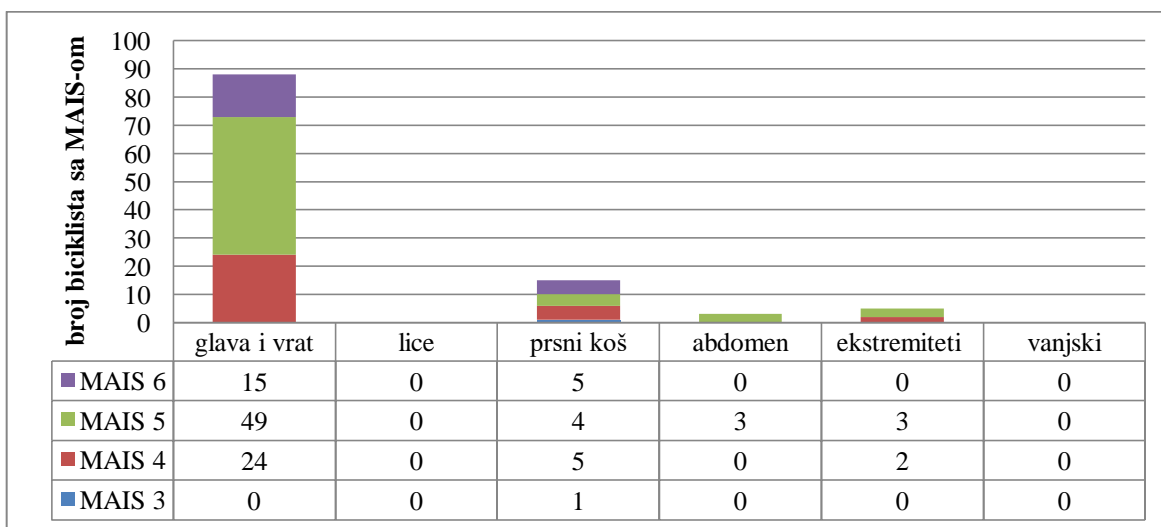 broj biciklista sa MAIS-om
100
90
80
70
60
50
40
30
20
10
0
glava i vrat lice prsni koš abdomen ekstremiteti vanjski
MAIS 6 15 0 5 0 0 0
MAIS 5 49 0 4 3 3 0
MAIS 4 24 0 5 0 2 0
MAIS 3 0 0 1 0 0 0